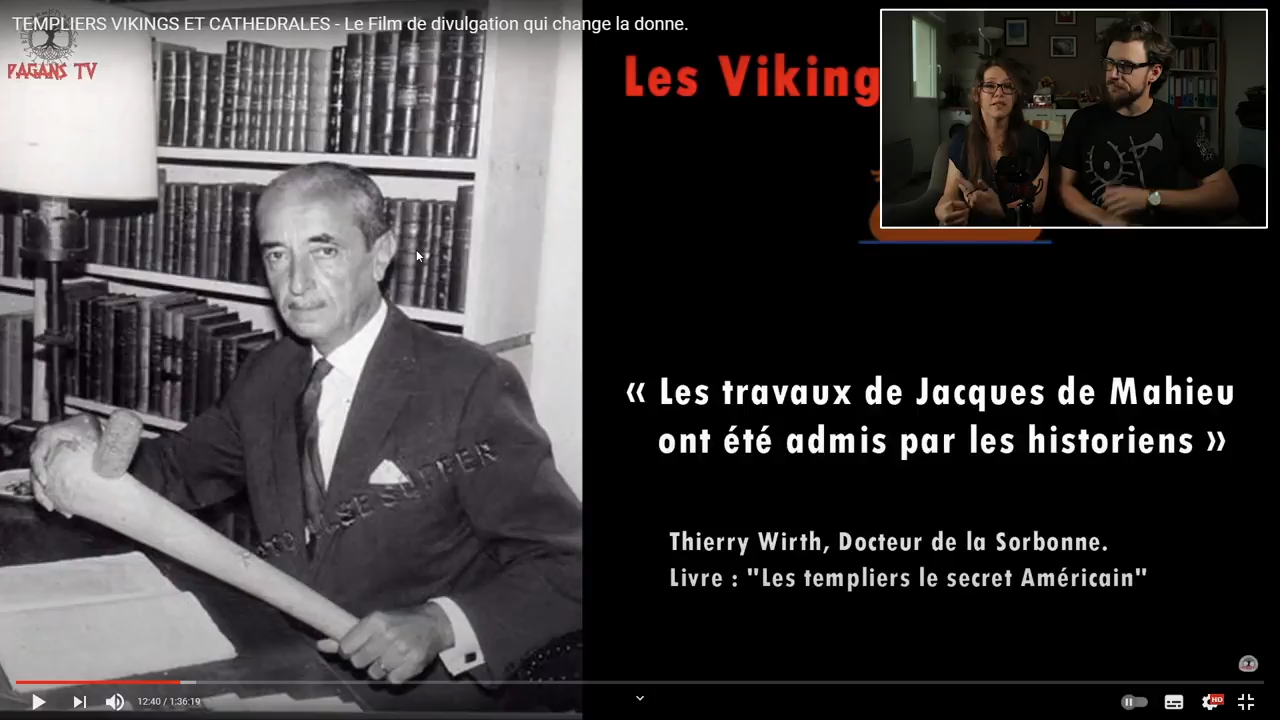 TEMPLIERS VIKINGS ET CATHEDRALES - Le Film de divulgation qui change la donne.
PAGANS TV
Les Viking
« Les travaux de Jacques de Mahieu
ont été admis par les historiens »
Thierry Wirth, Docteur de la Sorbonne.
Livre : "Les templiers le secret Américain"
12:40 / 1:36:19
HD